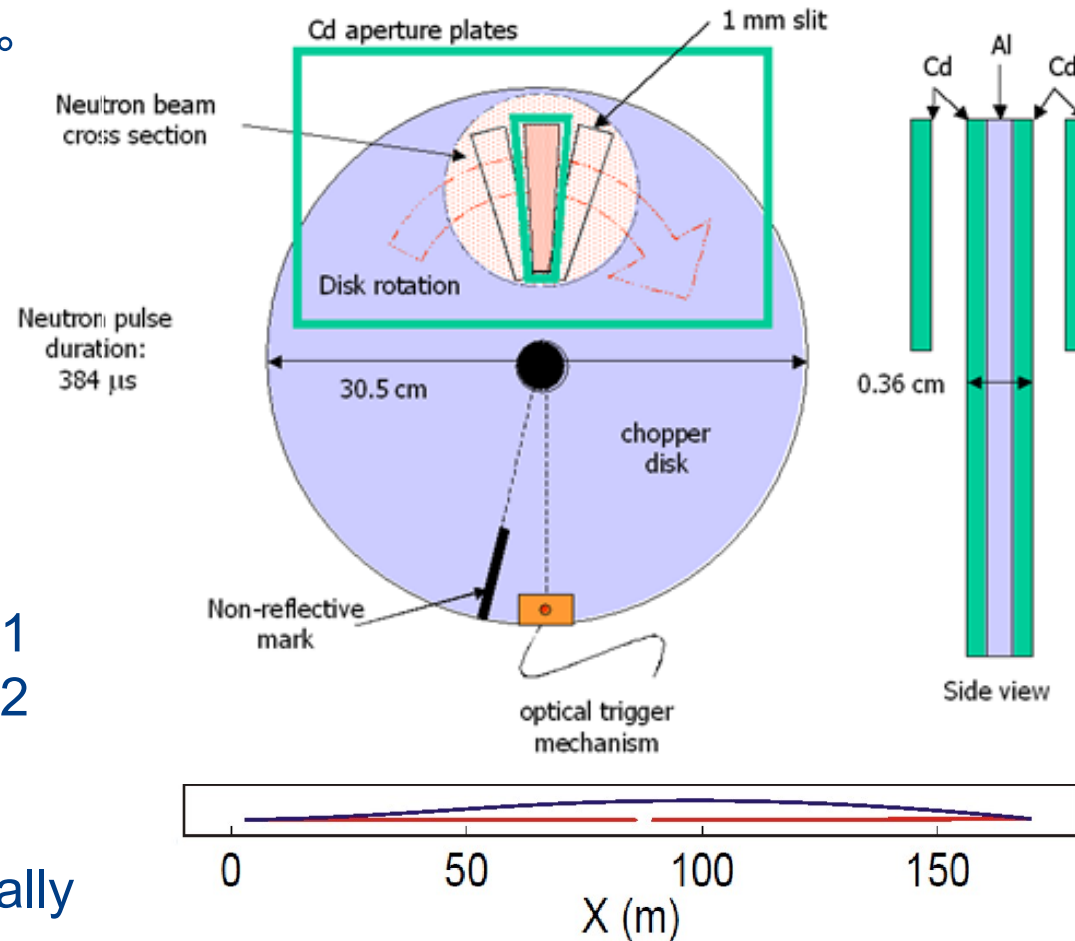 °
Cd aperture plates
1 mm slit
Neutron beam
cross section
Al
Cd
Cd
Disk rotation
Neutron pulse
duration:
384 µs
30.5 cm
0.36 cm
chopper
disk
Non-reflective
mark
1
2
optical trigger
mechanism
Side view
0
50
100
150
X (m)
ally